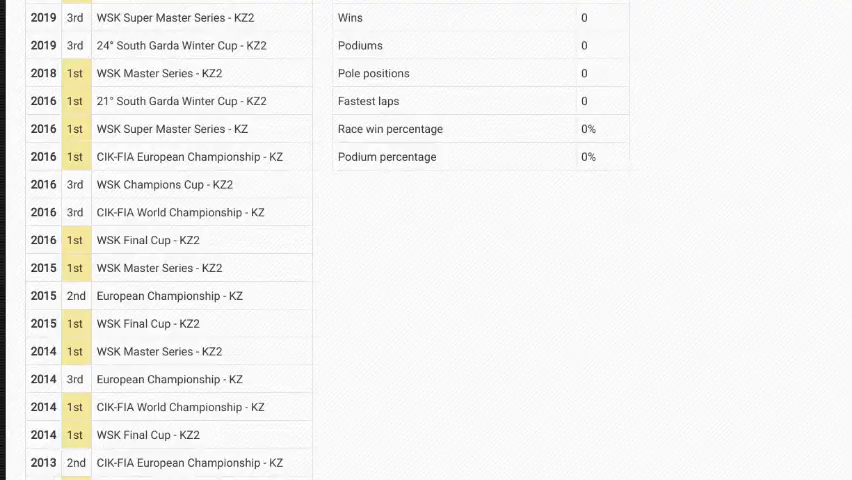 2019 3rd WSK Super Master Series - KZ2
2019 3rd 24° South Garda Winter Cup - KZ2
2018 1st WSK Master Series - KZ2
2016 1st 21° South Garda Winter Cup - KZ2
2016 1st WSK Super Master Series - KZ
2016 1st CIK-FIA European Championship - KZ
2016 3rd WSK Champions Cup - KZ2
2016 3rd CIK-FIA World Championship - KZ
2016 1st WSK Final Cup - KZ2
2015 1st WSK Master Series - KZ2
2015 2nd European Championship - KZ
2015 1st WSK Final Cup - KZ2
2014 1st WSK Master Series - KZ2
2014 3rd European Championship - KZ
2014 1st CIK-FIA World Championship - KZ
2014 1st WSK Final Cup - KZ2
2013 2nd CIK-FIA European Championship - KZ
Wins 0
Podiums 0
Pole positions 0
Fastest laps 0
Race win percentage 0%
Podium percentage 0%